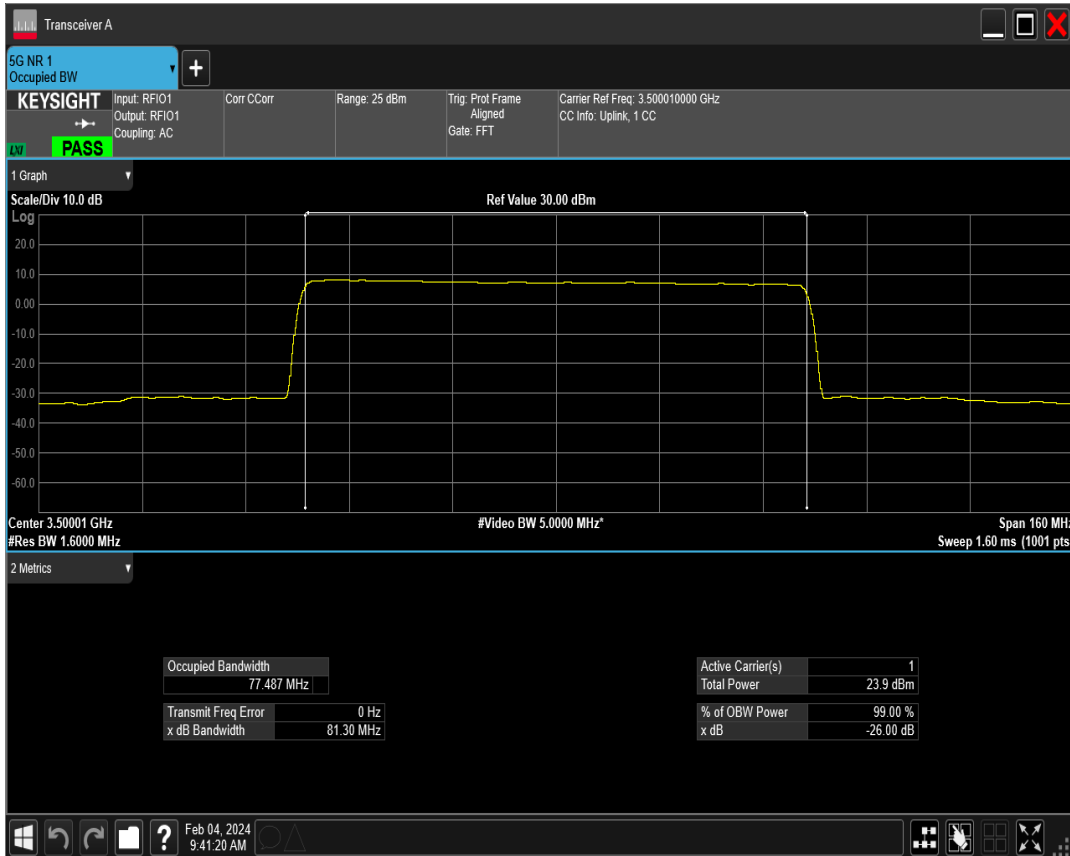 Transceiver A
5G NR 1
Occupied BW
KEYSIGHT
LXI
PASS
Input: RFIO1
Output: RFIO1
Coupling: AC
Corr CCorr
Range: 25 dBm
Trig: Prot Frame
Aligned
Gate: FFT
Carrier Ref Freq: 3.500010000 GHz
CC Info: Uplink, 1 CC
1 Graph
Scale/Div 10.0 dB
Ref Value 30.00 dBm
Log
20.0
10.0
0.00
-10.0
-20.0
-30.0
-40.0
-50.0
-60.0
Center 3.50001 GHz
#Video BW 5.0000 MHz*
Span 160 MHz
#Res BW 1.6000 MHz
Sweep 1.60 ms (1001 pts
2 Metrics
Occupied Bandwidth
77.487 MHz
Transmit Freq Error 0 Hz
x dB Bandwidth 81.30 MHz
Active Carrier(s) 1
Total Power 23.9 dBm
% of OBW Power 99.00 %
x dB -26.00 dB
?
Feb 04, 2024
9:41:20 AM